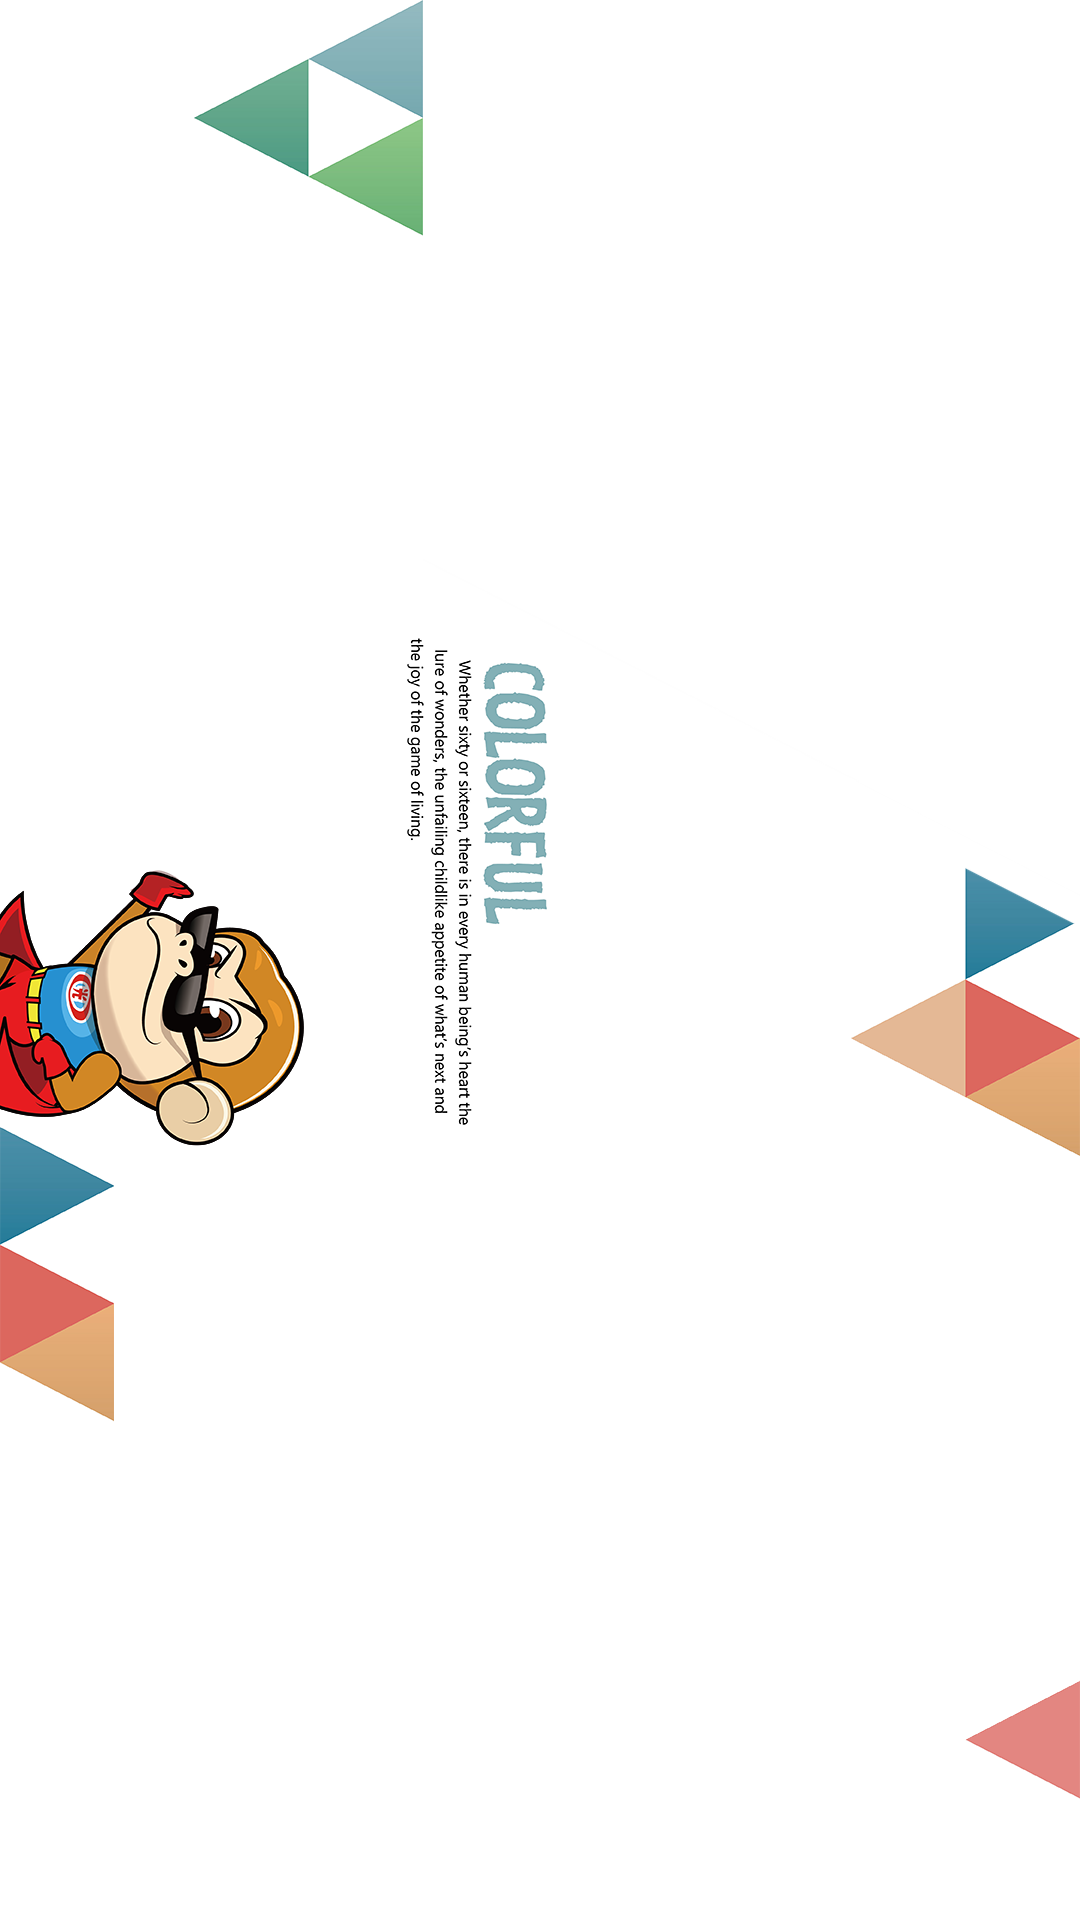 COLORFUL
Whether sixty or sixteen, there is in every human being's heart the
lure of wonders, the unfailing childlike appetite of what's next and
the joy of the game of living.